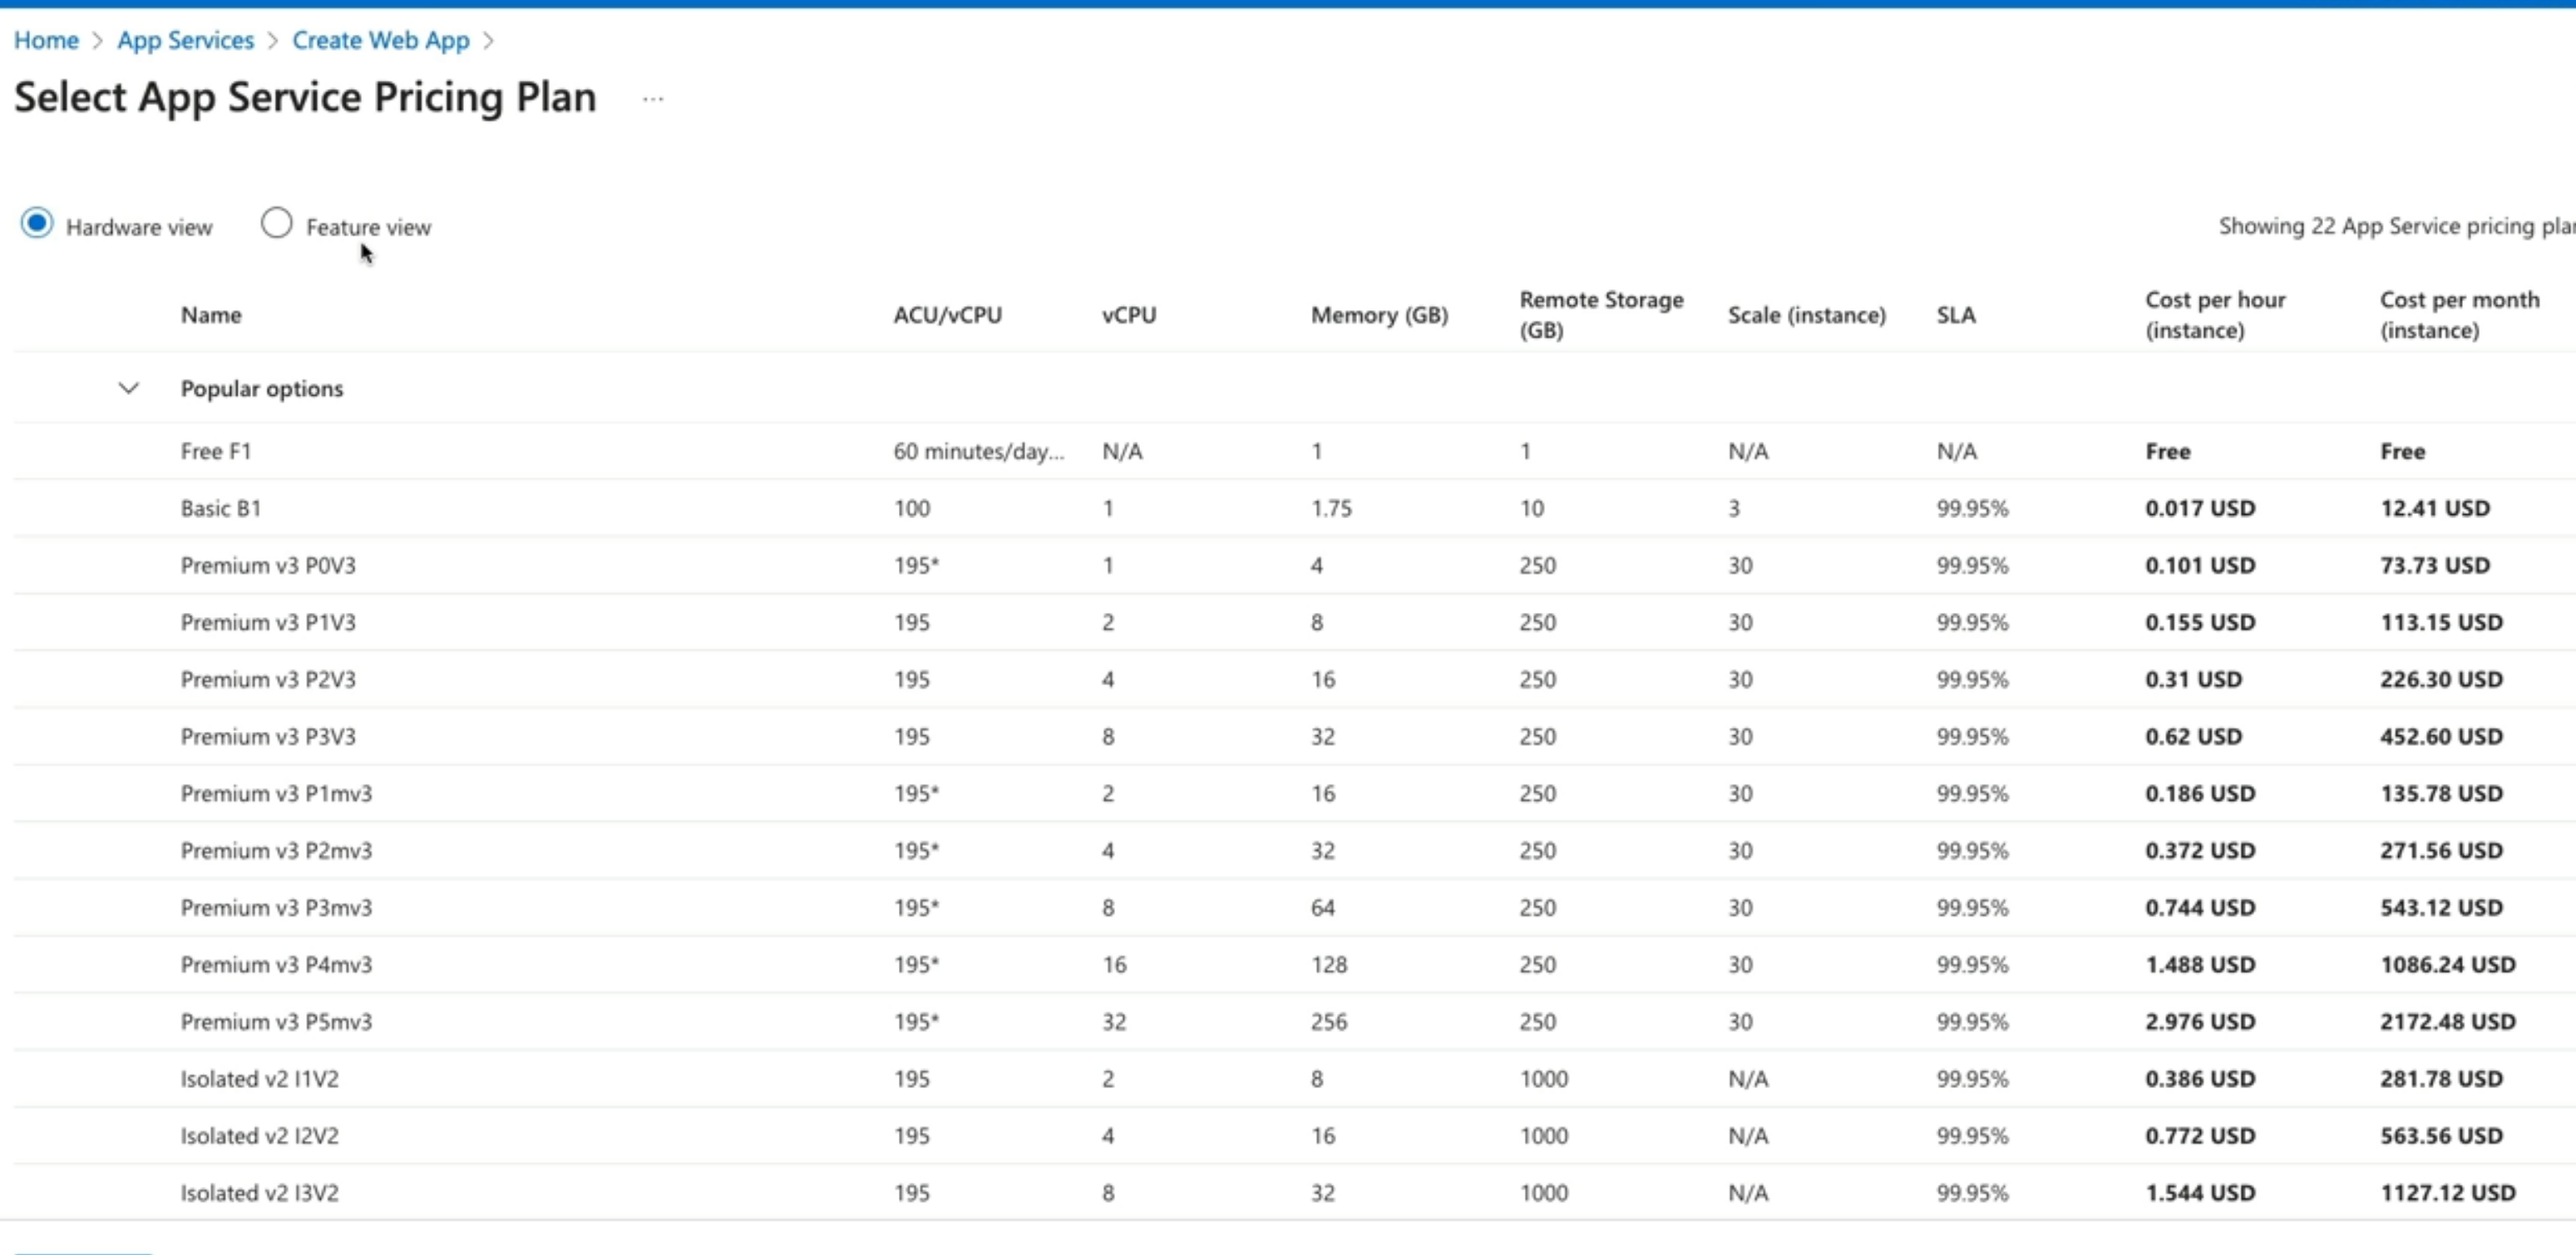 Home > App Services > Create Web App >
Select App Service Pricing Plan ...
Hardware view Feature view Showing 22 App Service pricing
Name ACU/vCPU vCPU Memory (GB) Remote Storage (GB) Scale (instance) SLA Cost per hour (instance) Cost per month (instance)
Popular options
Free F1 60 minutes/day... N/A 1 1 N/A N/A Free Free
Basic B1 100 1 1.75 10 3 99.95% 0.017 USD 12.41 USD
Premium v3 P0V3 195* 1 4 250 30 99.95% 0.101 USD 73.73 USD
Premium v3 P1V3 195 2 8 250 30 99.95% 0.155 USD 113.15 USD
Premium v3 P2V3 195 4 16 250 30 99.95% 0.31 USD 226.30 USD
Premium v3 P3V3 195 8 32 250 30 99.95% 0.62 USD 452.60 USD
Premium v3 P1mv3 195* 2 16 250 30 99.95% 0.186 USD 135.78 USD
Premium v3 P2mv3 195* 4 32 250 30 99.95% 0.372 USD 271.56 USD
Premium v3 P3mv3 195* 8 64 250 30 99.95% 0.744 USD 543.12 USD
Premium v3 P4mv3 195* 16 128 250 30 99.95% 1.488 USD 1086.24 USD
Premium v3 P5mv3 195* 32 256 250 30 99.95% 2.976 USD 2172.48 USD
Isolated v2 I1V2 195 2 8 1000 N/A 99.95% 0.386 USD 281.78 USD
Isolated v2 I2V2 195 4 16 1000 N/A 99.95% 0.772 USD 563.56 USD
Isolated v2 I3V2 195 8 32 1000 N/A 99.95% 1.544 USD 1127.12 USD